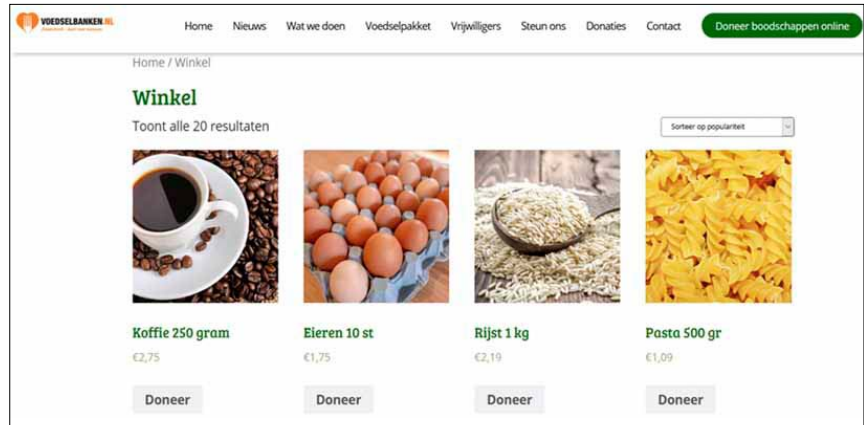 VOEDSELBANKEN.NL
Home Nieuws Wat we doen Voedselpakket Vrijwilligers Steun ons Donaties Contact Doneer boodschappen online
Home / Winkel
Winkel
Toont alle 20 resultaten
Sorteer op populariteit
Koffie 250 gram Eieren 10 st Rijst 1 kg Pasta 500 gr
€2,75 €1,75 €2,19 €1,09
Doneer Doneer Doneer Doneer